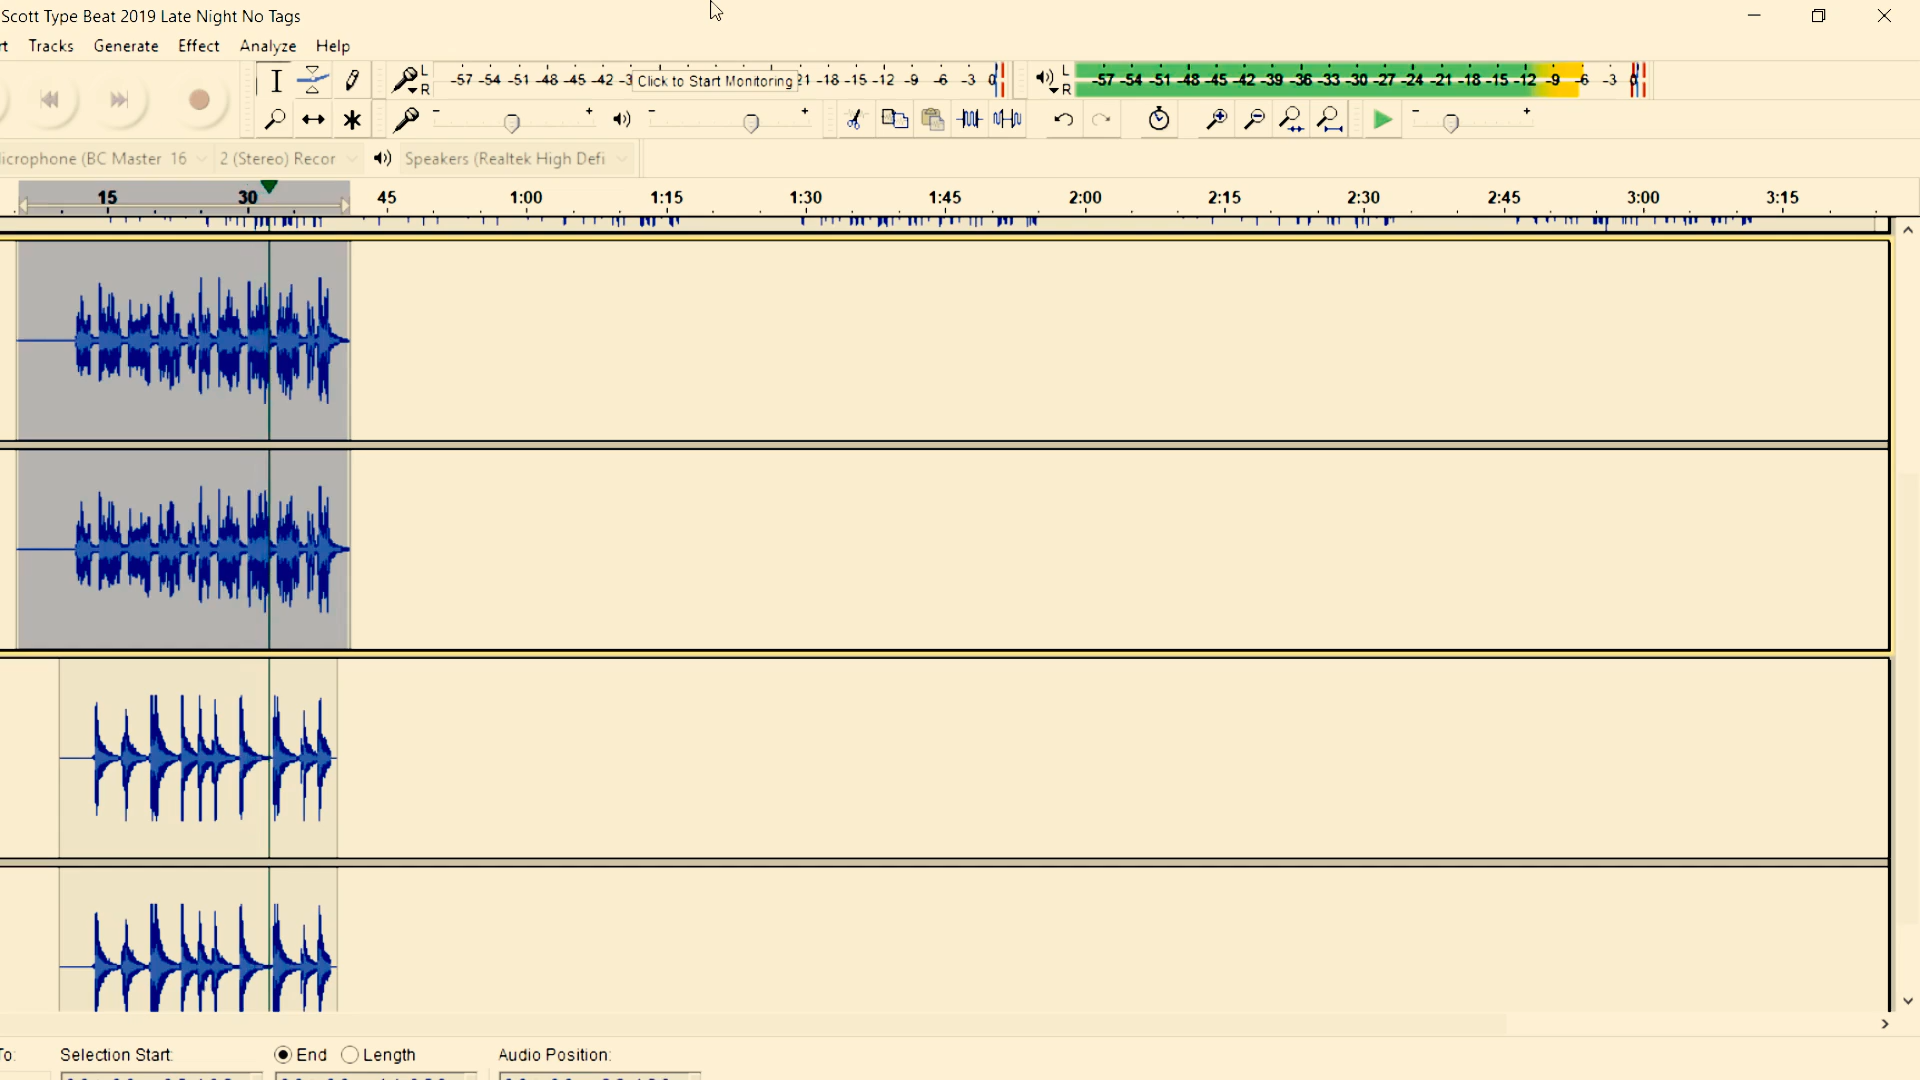 Scott Type Beat 2019 Late Night No Tags
Tracks Generate Effect Analyze Help
L R -57 -54 -51 -48 -45 -42 Click to Start Monitoring 21 -18 -15 -12 -9 -6 -3 0 L R -57 -54 -51 -48 -45 -42 -39 -36 -33 -30 -27 -24 -21 -18 -15 -12 -9 -6 -3 0
- + - + - +
icrophone (BC Master 16 2 (Stereo) Recor Speakers (Realtek High Defi
15 30 45 1:00 1:15 1:30 1:45 2:00 2:15 2:30 2:45 3:00 3:15
To: Selection Start: End Length Audio Position: